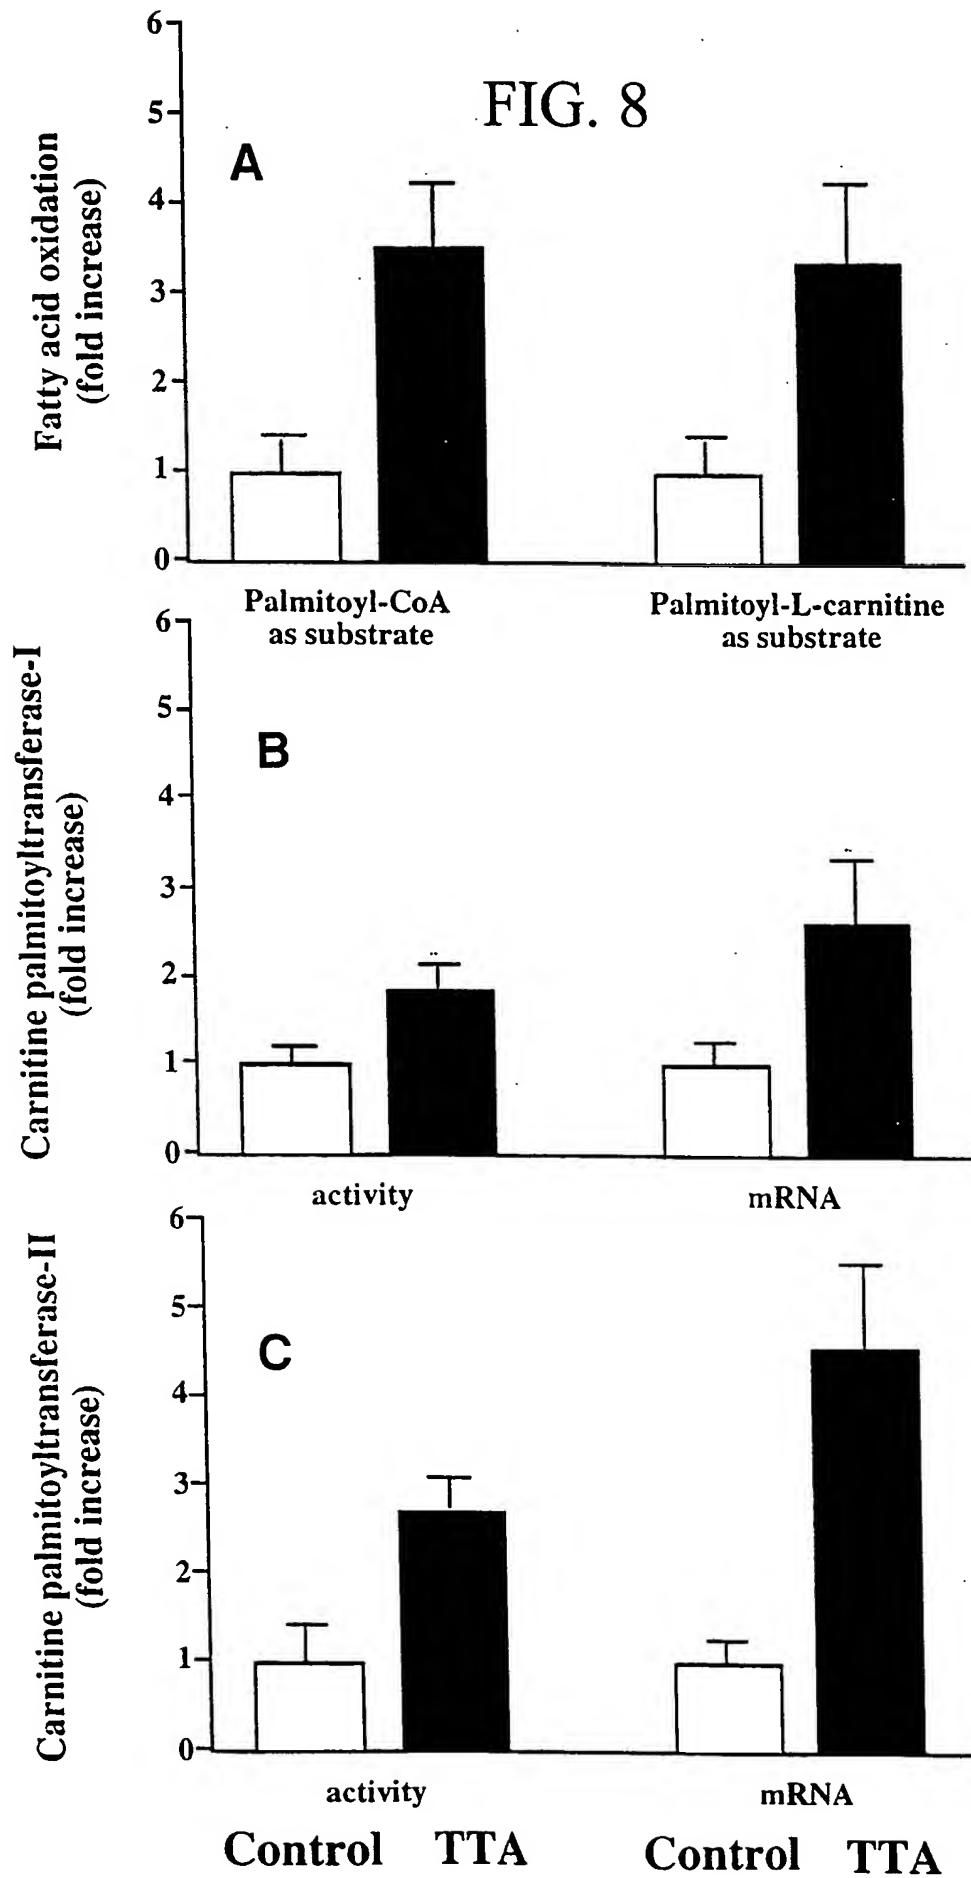 FIG. 8
A
Fatty acid oxidation
(fold increase)
6
5
4
3
2
1
0
Palmitoyl-CoA
as substrate
Palmitoyl-L-carnitine
as substrate
B
Carnitine palmitoyltransferase-I
(fold increase)
6
5
4
3
2
1
0
activity
mRNA
C
Carnitine palmitoyltransferase-II
(fold increase)
6
5
4
3
2
1
0
activity
mRNA
Control TTA
Control TTA